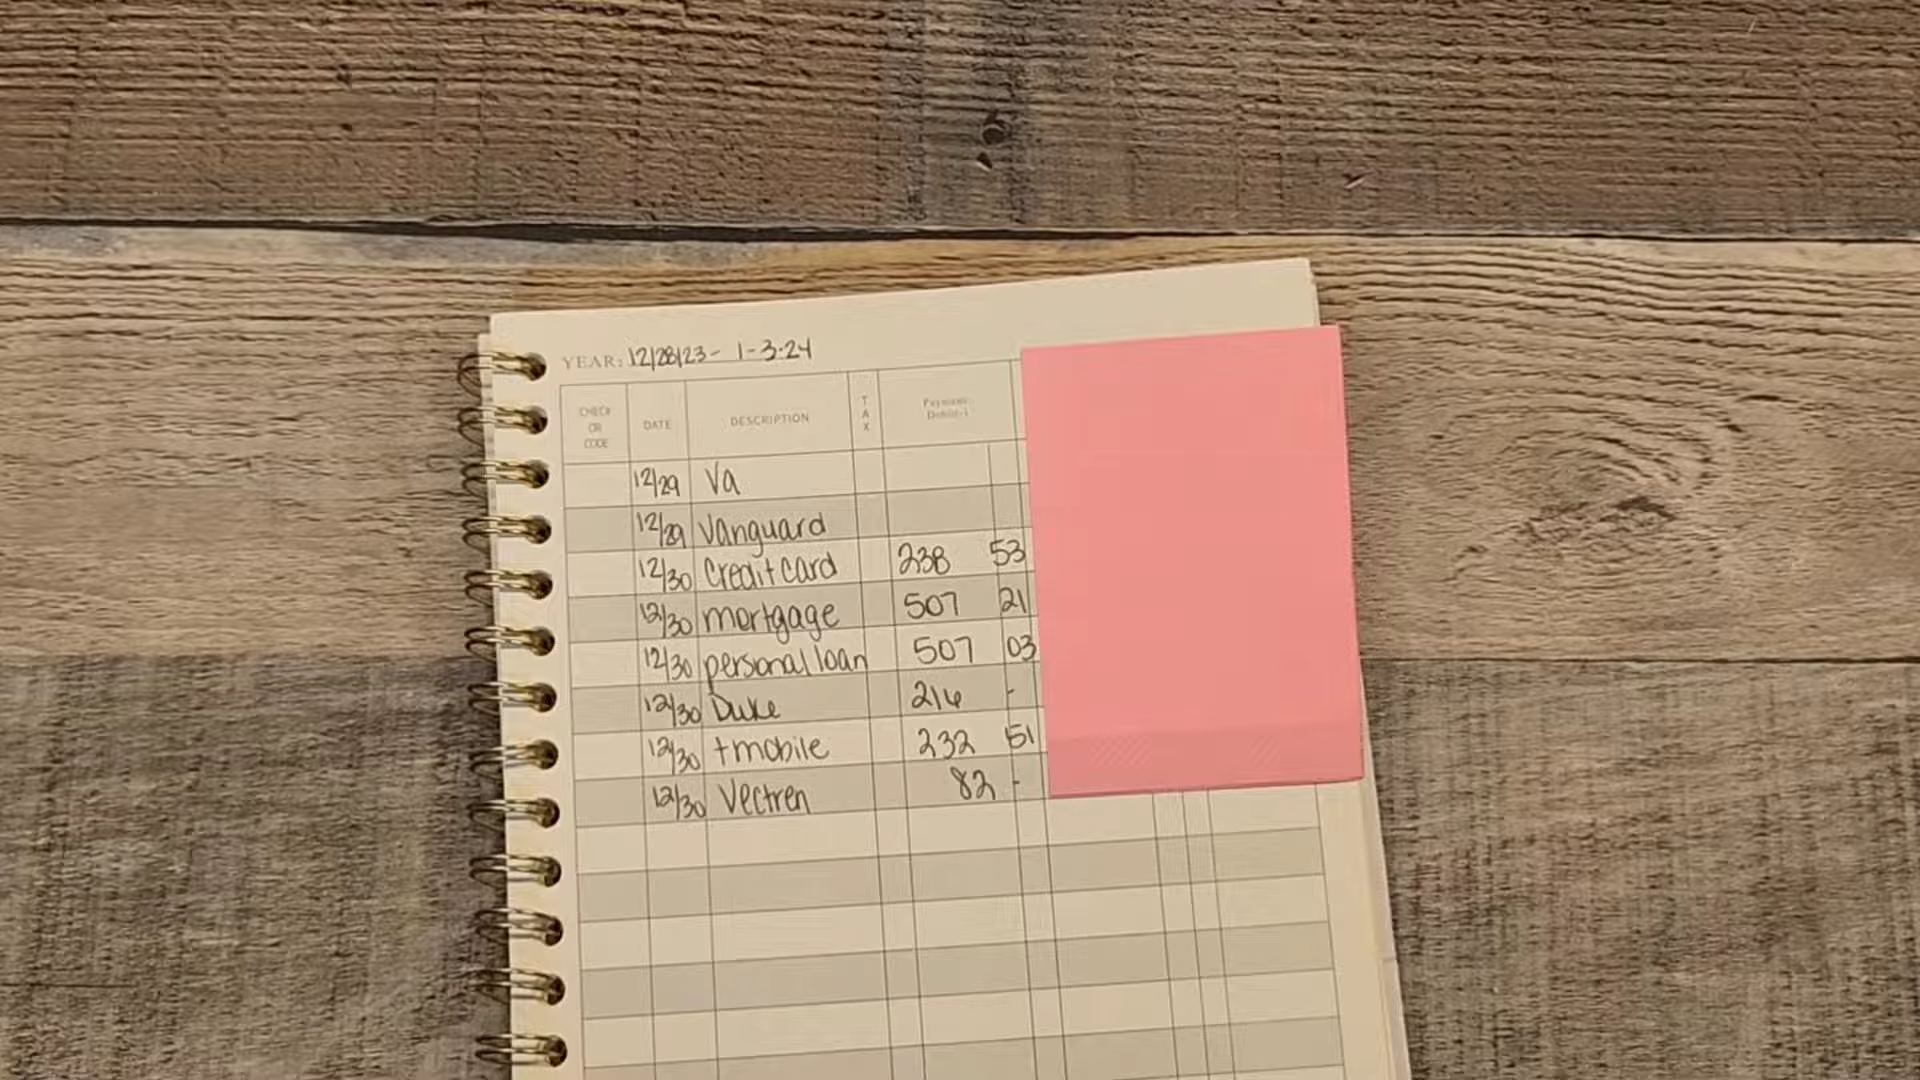 YEAR: 12/28/23- 1-3-24
CHECK OR CODE DATE DESCRIPTION TAX Payment Debit(-)
12/29 Va
12/29 Vanguard
12/30 Credit Card 238 53
12/30 mortgage 507 21
12/30 personal loan 507 03
12/30 Duke 216 -
12/30 tmobile 232 51
12/30 Vectren 82 -